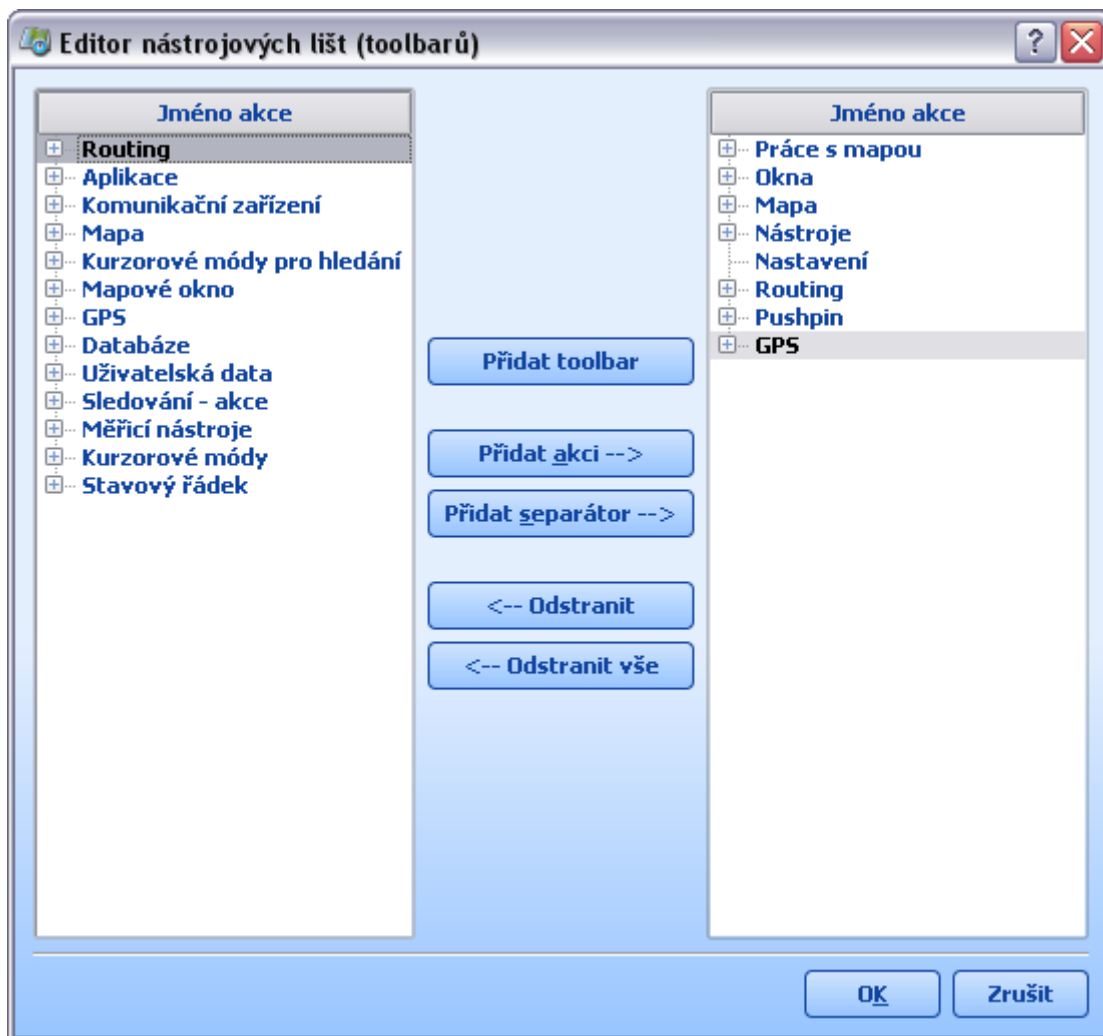 Editor nástrojových lišt (toolbarů)
Jméno akce
Routing
Aplikace
Komunikační zařízení
Mapa
Kurzorové módy pro hledání
Mapové okno
GPS
Databáze
Uživatelská data
Sledování - akce
Měřicí nástroje
Kurzorové módy
Stavový řádek
Přidat toolbar
Přidat akci -->
Přidat separátor -->
<-- Odstranit
<-- Odstranit vše
Jméno akce
Práce s mapou
Okna
Mapa
Nástroje
Nastavení
Routing
Pushpin
GPS
OK
Zrušit